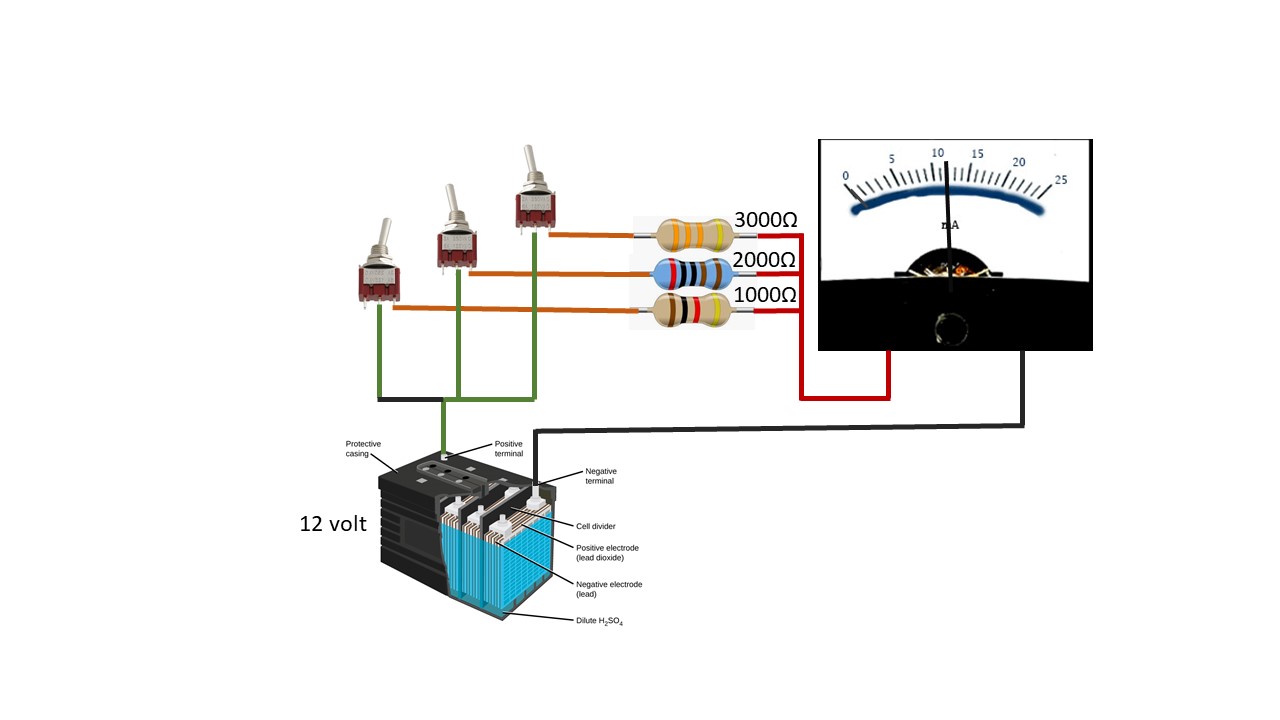 3000Ω
2000Ω
1000Ω
0
5
10
15
20
25
mA
Protective
casing
Positive
terminal
Negative
terminal
12 volt
Cell divider
Positive electrode
(lead dioxide)
Negative electrode
(lead)
Dilute H₂SO₄